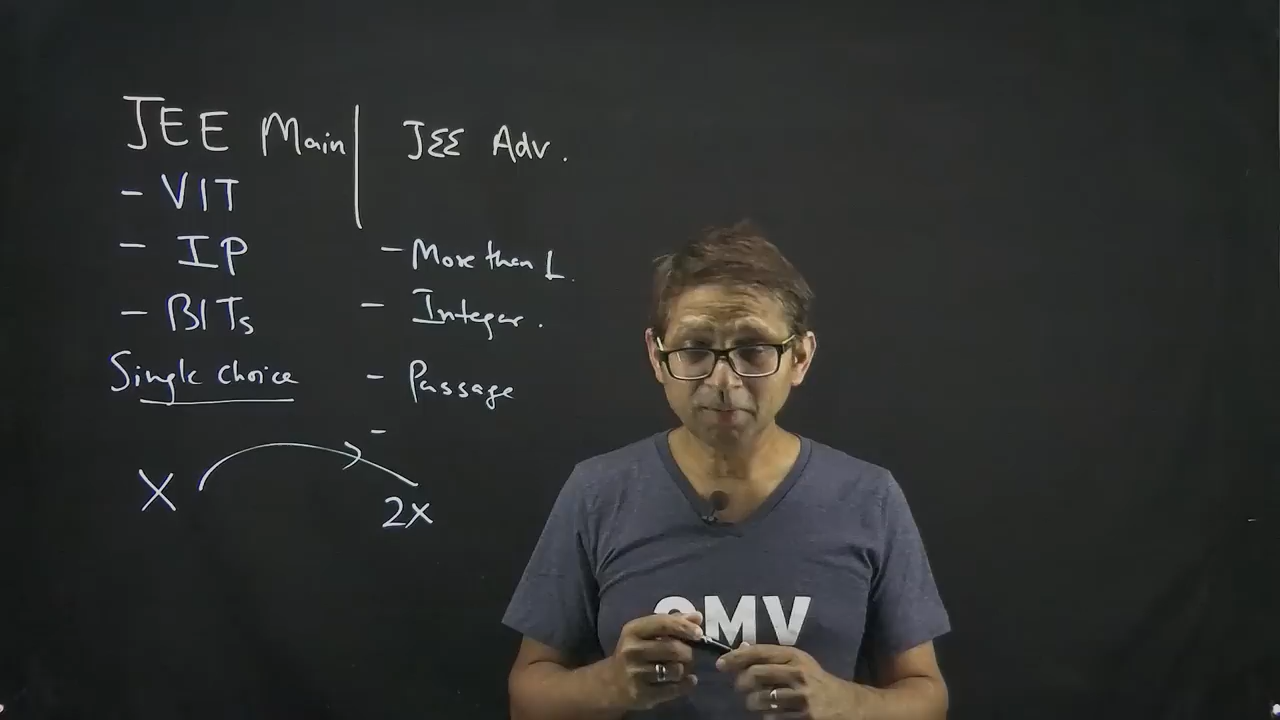 JEE Main | JEE Adv.
- VIT
- IP
- BITs
Single choice
- More than 1
- Integer.
- Passage
-
X
2x
OMV